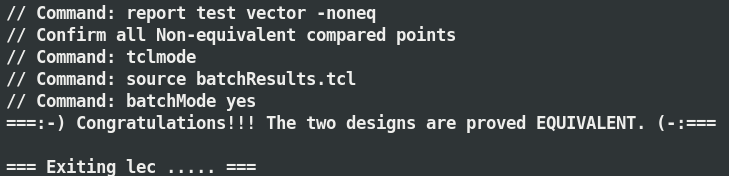 // Command: report test vector -noneq
// Confirm all Non-equivalent compared points
// Command: tclmode
// Command: source batchResults.tcl
// Command: batchMode yes
===:-) Congratulations!!! The two designs are proved EQUIVALENT. (-:===
=== Exiting lec ..... ===